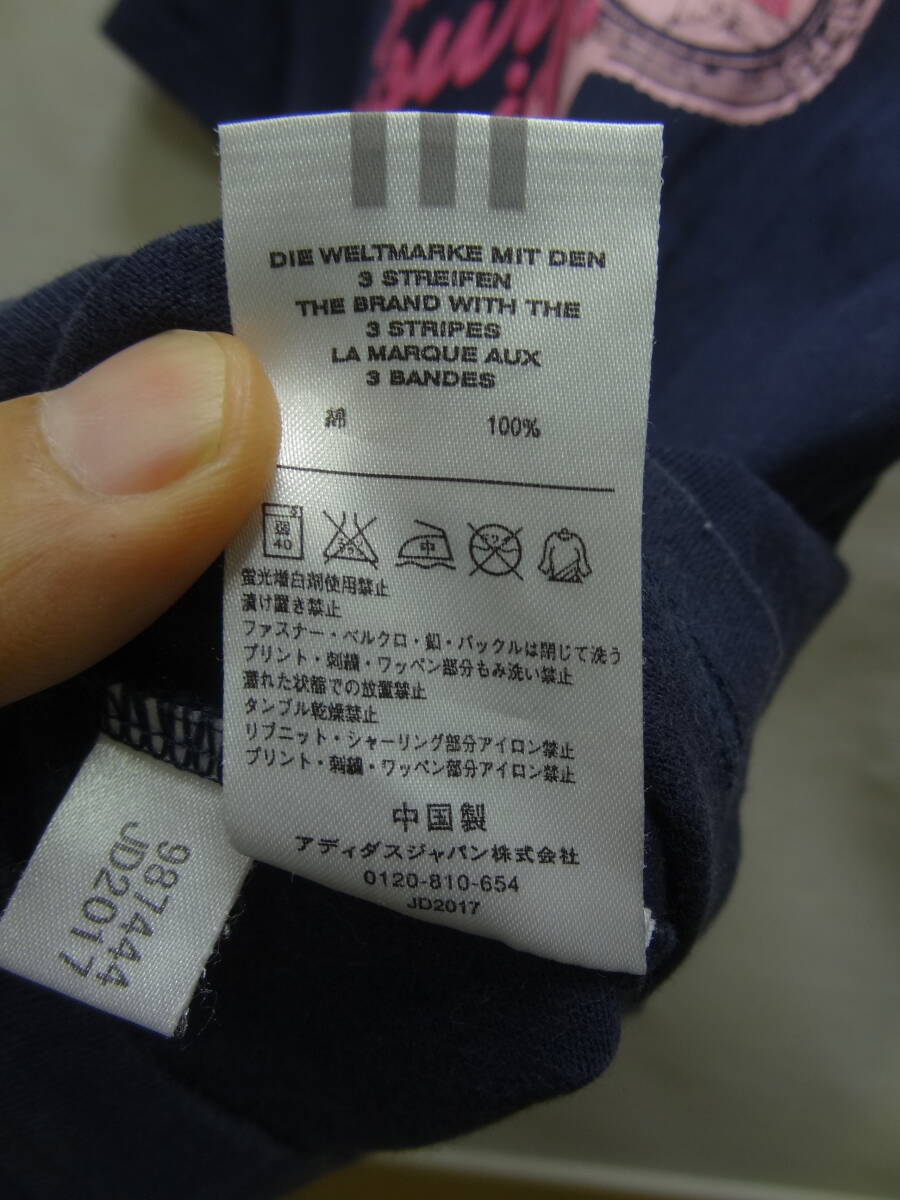 DIE WELTMARKE MIT DEN
3 STREIFEN
THE BRAND WITH THE
3 STRIPES
LA MARQUE AUX
3 BANDES
綿 100%
40 中
蛍光増白剤使用禁止
漬け置き禁止
ファスナー・ベルクロ・釦・バックルは閉じて洗う
プリント・刺繍・ワッペン部分もみ洗い禁止
濡れた状態での放置禁止
タンブル乾燥禁止
リブニット・シャーリング部分アイロン禁止
プリント・刺繍・ワッペン部分アイロン禁止
中国製
アディダスジャパン株式会社
0120-810-654
JD2017
987444
JD2017